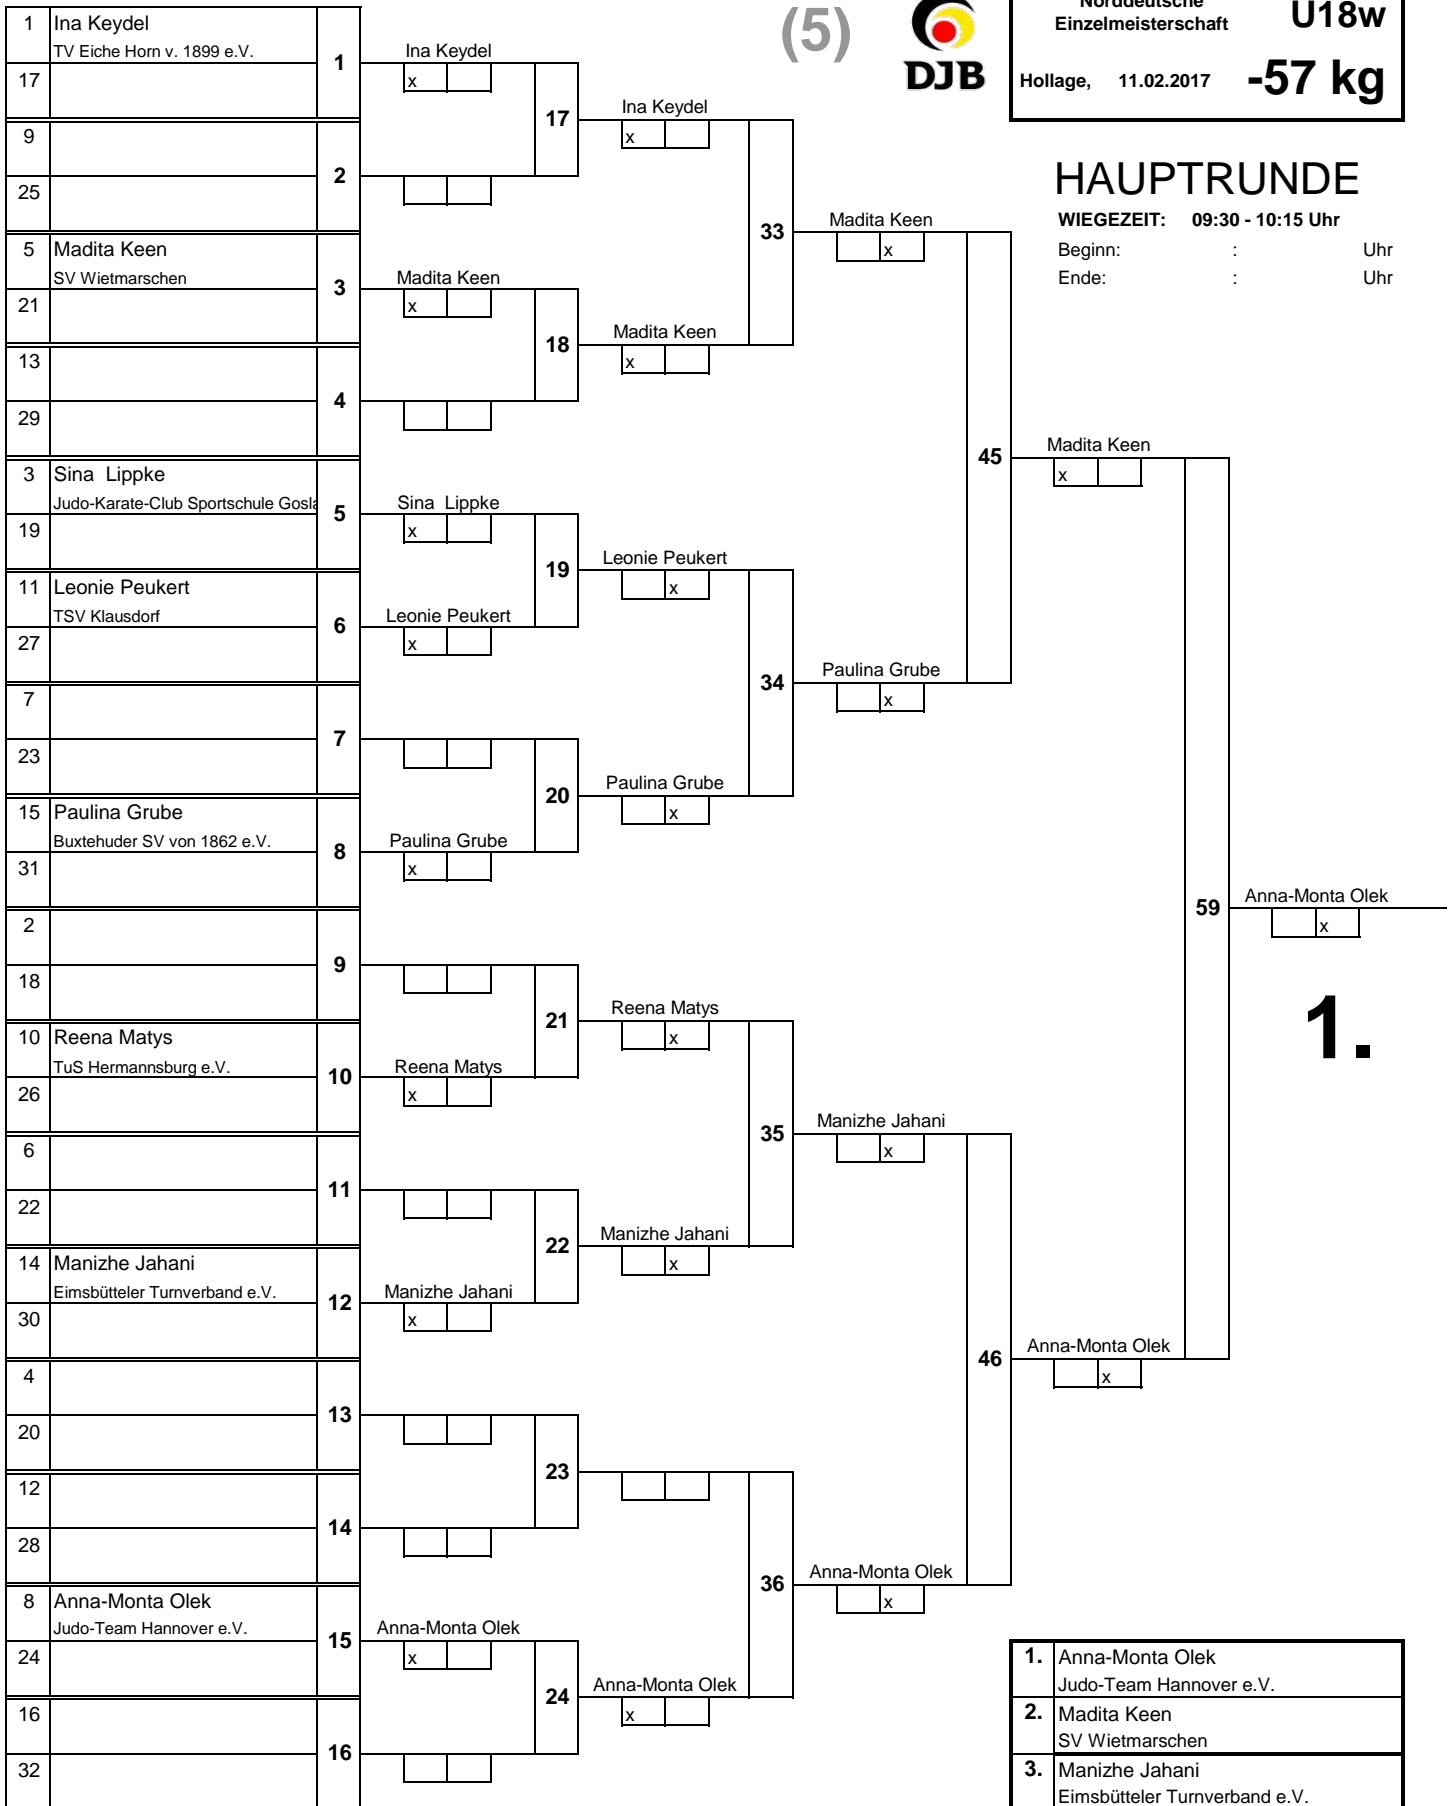 (5)
DJB
Norddeutsche
Einzelmeisterschaft
U18w
Hollage, 11.02.2017 -57 kg
HAUPTRUNDE
WIEGEZEIT: 09:30 - 10:15 Uhr
Beginn: : Uhr
Ende: : Uhr
1 Ina Keydel
TV Eiche Horn v. 1899 e.V.
17
1
9
25
2
5 Madita Keen
SV Wietmarschen
21
3
13
29
4
3 Sina Lippke
Judo-Karate-Club Sportschule Gosla
19
5
11 Leonie Peukert
TSV Klausdorf
27
6
7
23
7
15 Paulina Grube
Buxtehuder SV von 1862 e.V.
31
8
2
18
9
10 Reena Matys
TuS Hermannsburg e.V.
26
10
6
22
11
14 Manizhe Jahani
Eimsbütteler Turnverband e.V.
30
12
4
20
13
12
28
14
8 Anna-Monta Olek
Judo-Team Hannover e.V.
24
15
16
32
16
Ina Keydel
x
17
Madita Keen
x
18
Sina Lippke
x
19
Leonie Peukert
x
20
Paulina Grube
x
21
Reena Matys
x
22
Manizhe Jahani
x
23
Anna-Monta Olek
x
24
Ina Keydel
x
33
Madita Keen
x
Leonie Peukert
x
34
Paulina Grube
x
Reena Matys
x
35
Manizhe Jahani
x
36
Anna-Monta Olek
x
Madita Keen
x
45
Paulina Grube
x
Manizhe Jahani
x
46
Anna-Monta Olek
x
Madita Keen
x
59
Anna-Monta Olek
x
Anna-Monta Olek
x
1.
1. Anna-Monta Olek
Judo-Team Hannover e.V.
2. Madita Keen
SV Wietmarschen
3. Manizhe Jahani
Eimsbütteler Turnverband e.V.